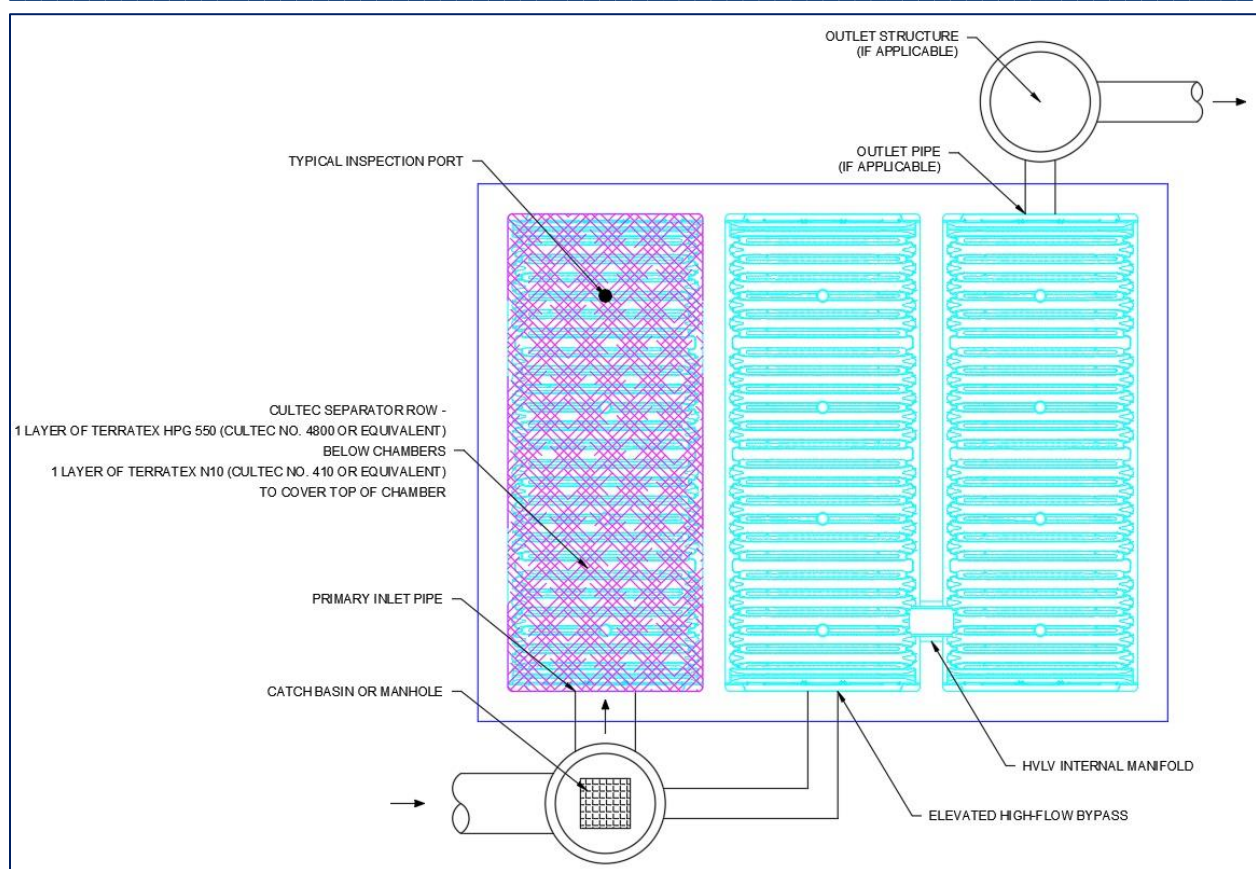 OUTLET STRUCTURE
(IF APPLICABLE)
TYPICAL INSPECTION PORT
OUTLET PIPE
(IF APPLICABLE)
CULTEC SEPARATOR ROW -
1 LAYER OF TERRATEX HPG 550 (CULTEC NO. 4800 OR EQUIVALENT)
BELOW CHAMBERS
1 LAYER OF TERRATEX N10 (CULTEC NO. 410 OR EQUIVALENT)
TO COVER TOP OF CHAMBER
PRIMARY INLET PIPE
CATCH BASIN OR MANHOLE
HVLV INTERNAL MANIFOLD
ELEVATED HIGH-FLOW BYPASS